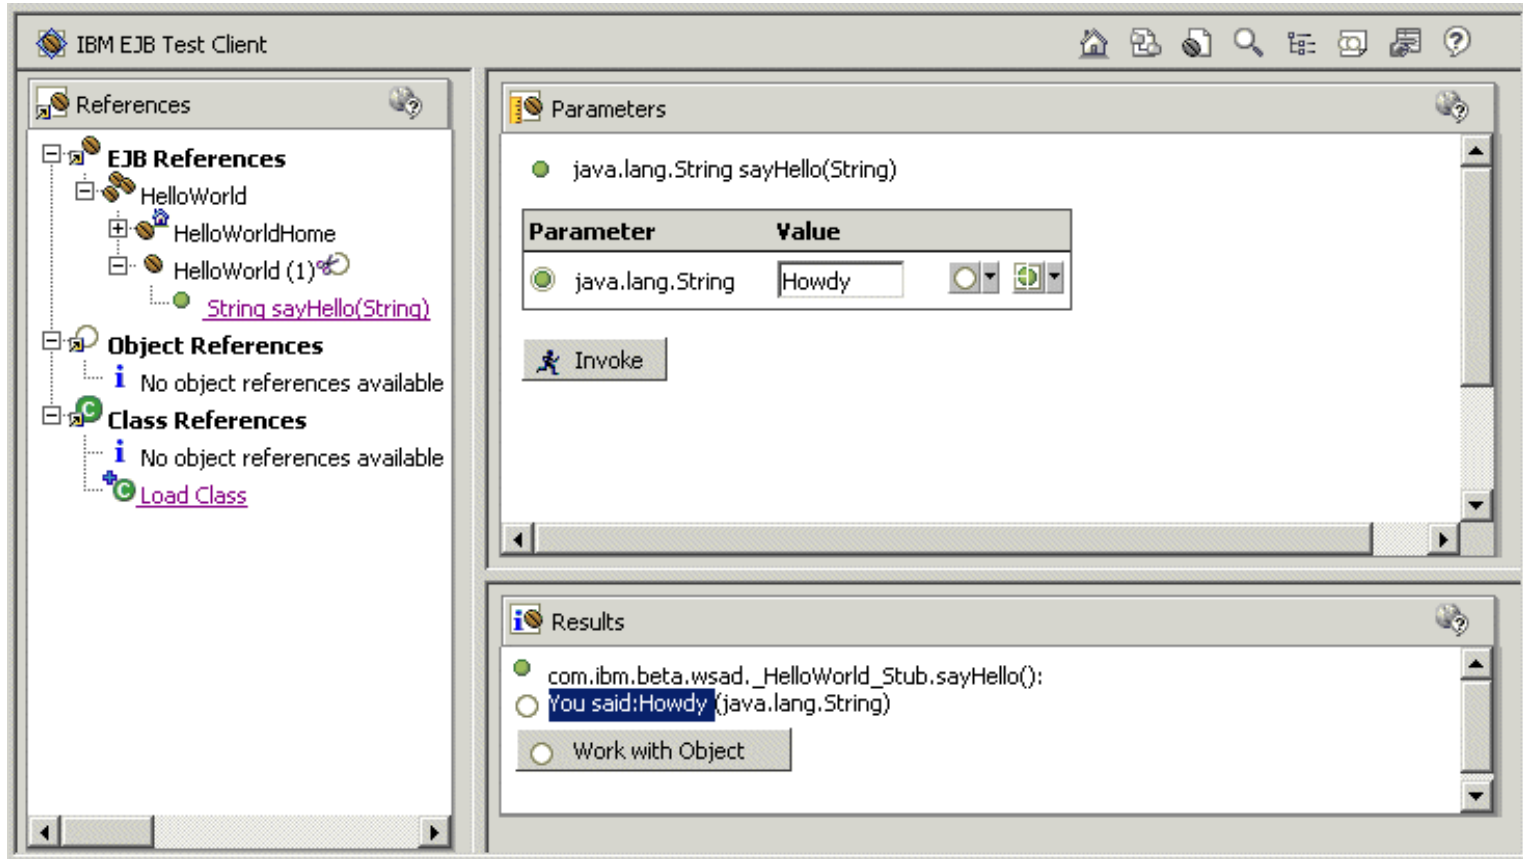 IBM EJB Test Client
References
EJB References
HelloWorld
HelloWorldHome
HelloWorld (1)
String sayHello(String)
Object References
No object references available
Class References
No object references available
Load Class
Parameters
java.lang.String sayHello(String)
Parameter Value
java.lang.String Howdy
Invoke
Results
com.ibm.beta.wsad._HelloWorld_Stub.sayHello():
You said:Howdy (java.lang.String)
Work with Object